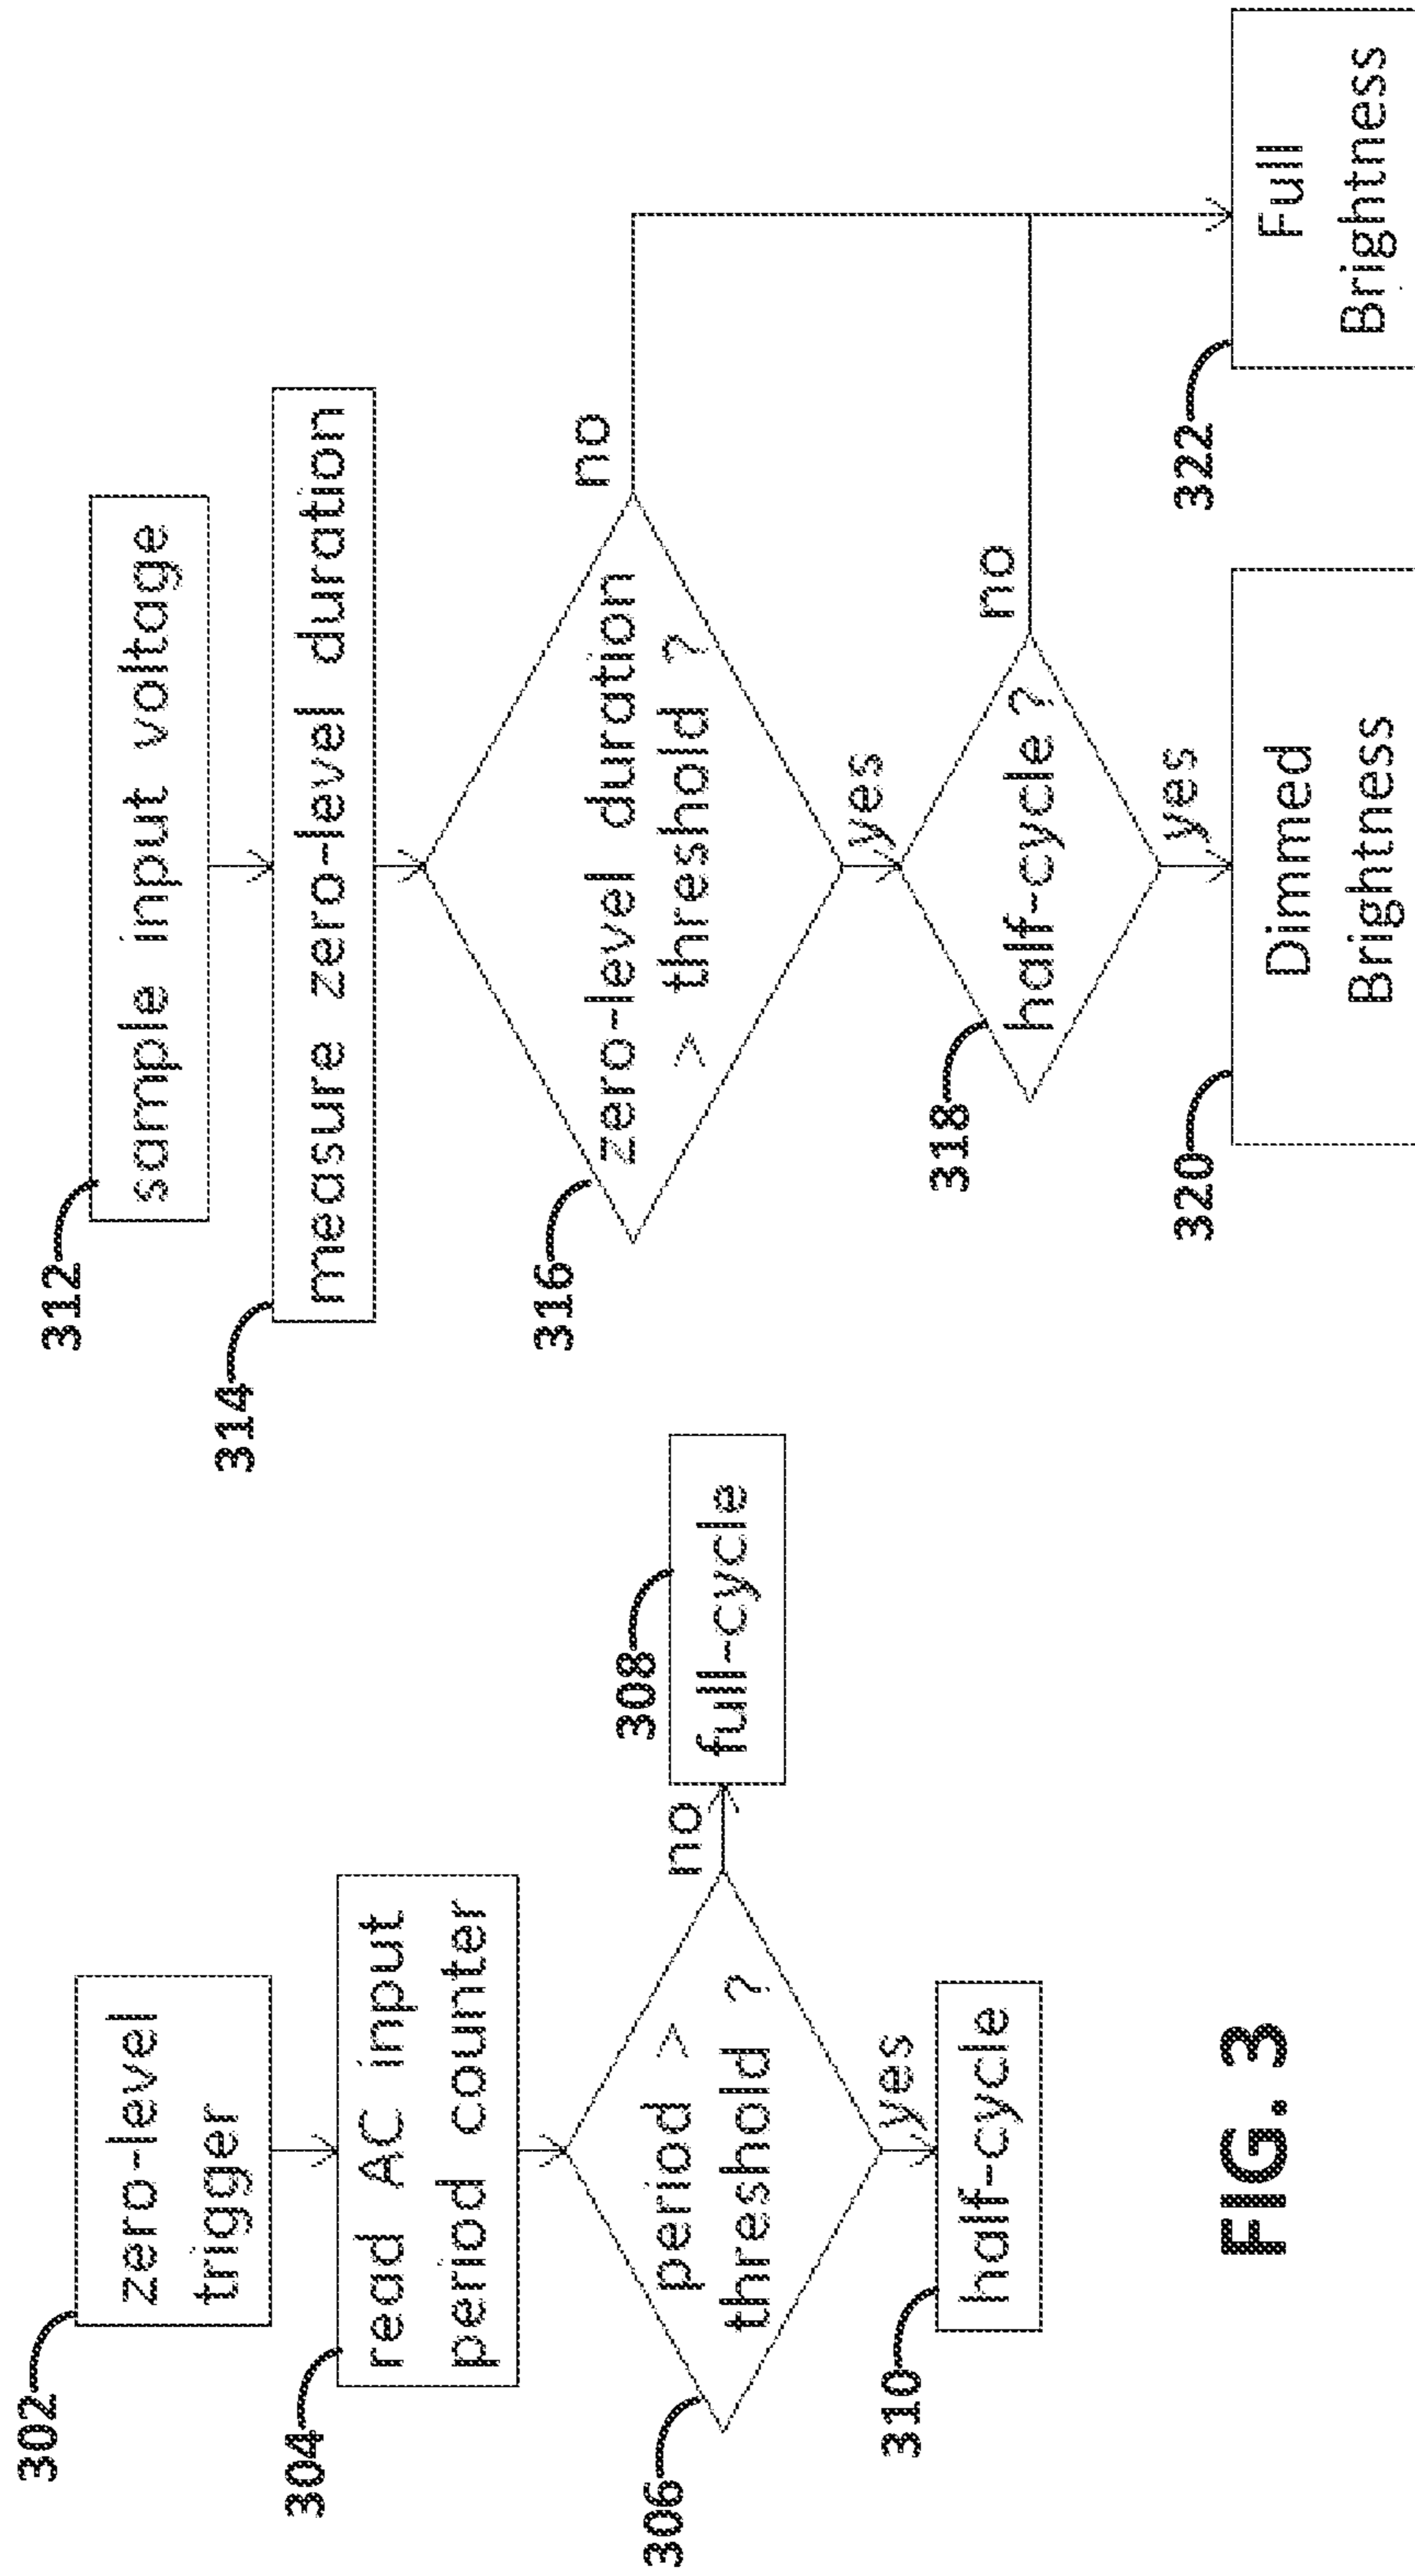 302
zero-level
trigger
304
read AC input
period counter
306
period >
threshold ?
no
308
full-cycle
yes
310
half-cycle
312
sample input voltage
314
measure zero-level duration
316
zero-level duration
> threshold ?
no
yes
318
half-cycle ?
no
yes
320
Dimmed
Brightness
322
Full
Brightness
FIG. 3